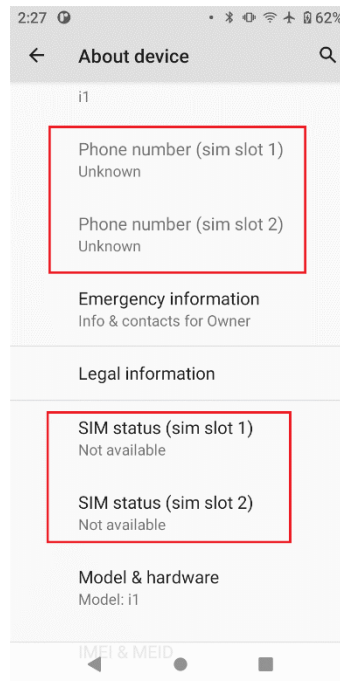 2:27 62%
About device
i1
Phone number (sim slot 1)
Unknown
Phone number (sim slot 2)
Unknown
Emergency information
Info & contacts for Owner
Legal information
SIM status (sim slot 1)
Not available
SIM status (sim slot 2)
Not available
Model & hardware
Model: i1
IMEI & MEID